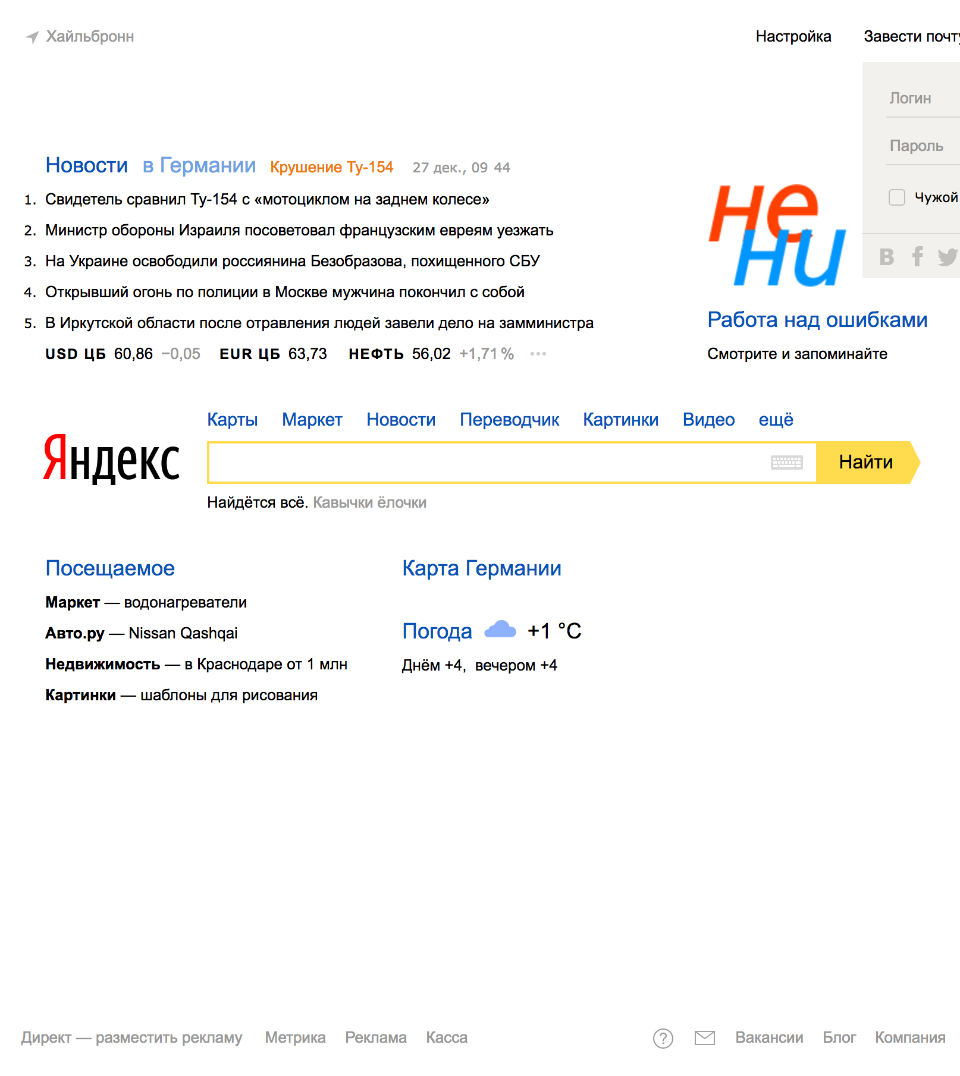 Хайльбронн
Настройка
Завести почту
Логин
Пароль
Чужой
Новости в Германии Крушение Ту-154 27 дек., 09 44
1. Свидетель сравнил Ту-154 с «мотоциклом на заднем колесе»
2. Министр обороны Израиля посоветовал французским евреям уезжать
3. На Украине освободили россиянина Безобразова, похищенного СБУ
4. Открывший огонь по полиции в Москве мужчина покончил с собой
5. В Иркутской области после отравления людей завели дело на замминистра
USD ЦБ 60,86 −0,05 EUR ЦБ 63,73 НЕФТЬ 56,02 +1,71 % ...
не
ни
Работа над ошибками
Смотрите и запоминайте
Карты Маркет Новости Переводчик Картинки Видео ещё
Яндекс
Найти
Найдётся всё. Кавычки ёлочки
Посещаемое
Маркет — водонагреватели
Авто.ру — Nissan Qashqai
Недвижимость — в Краснодаре от 1 млн
Картинки — шаблоны для рисования
Карта Германии
Погода +1 °C
Днём +4, вечером +4
Директ — разместить рекламу Метрика Реклама Касса
? Вакансии Блог Компания